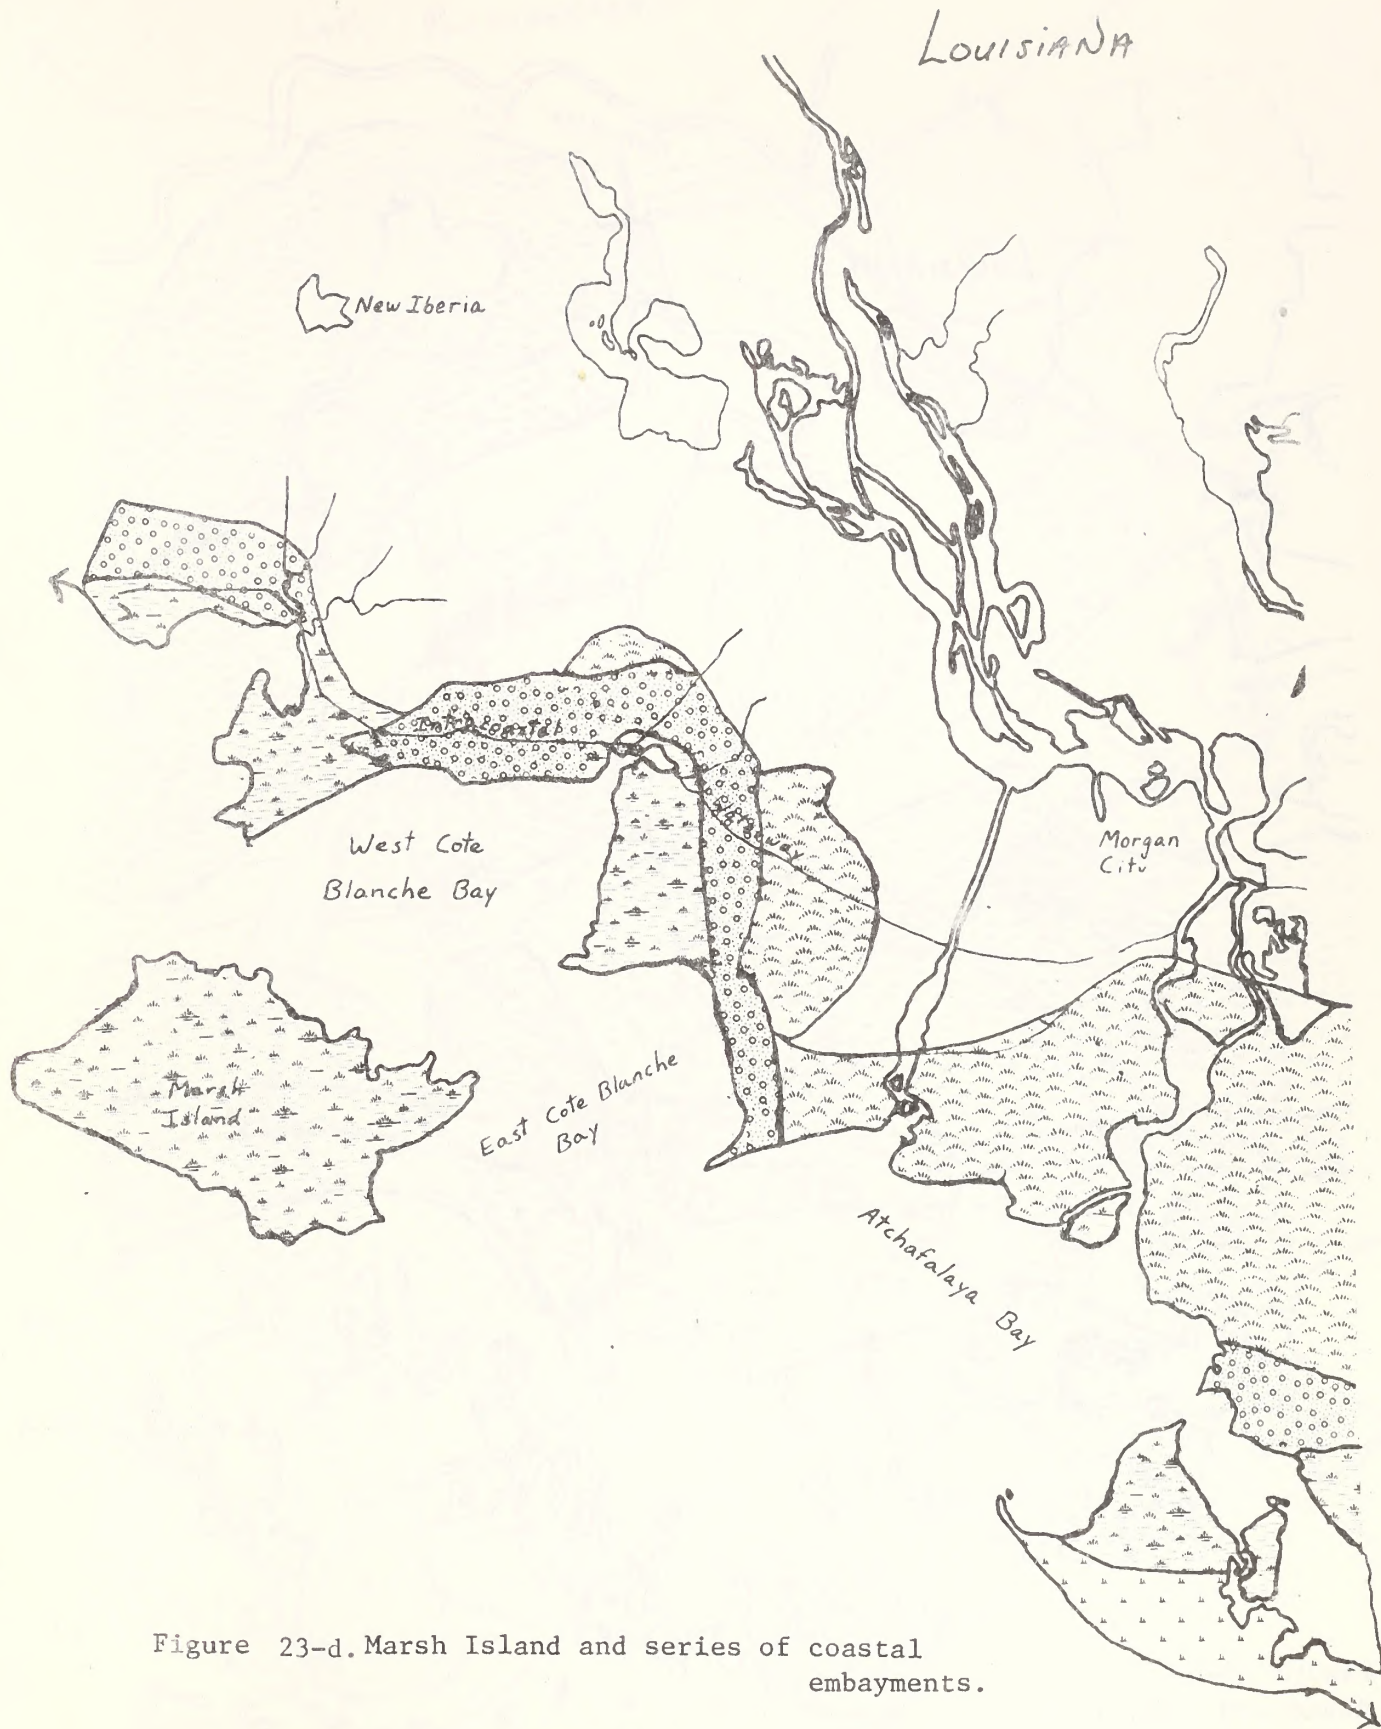 LOUISIANA
New Iberia
Intracoastal
Waterway
West Cote
Blanche Bay
Morgan
City
Marsh
Island
East Cote Blanche
Bay
Atchafalaya Bay
Figure 23-d. Marsh Island and series of coastal
embayments.